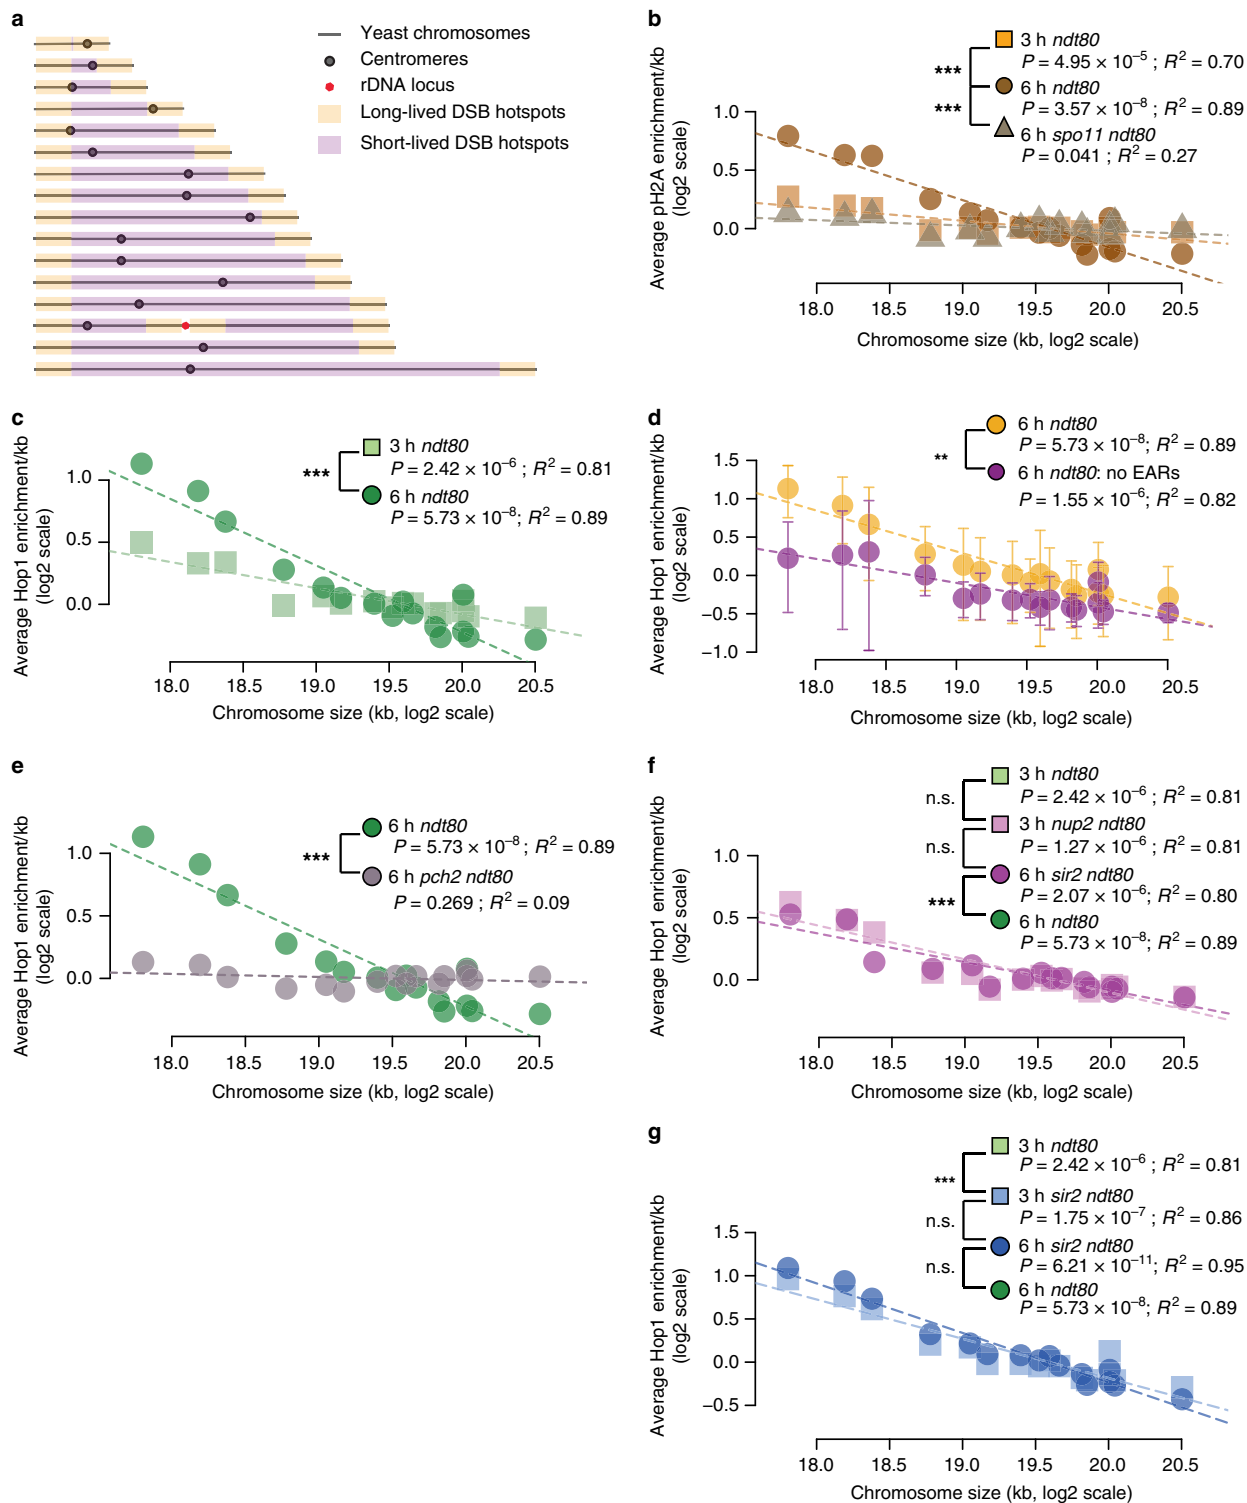 a
Yeast chromosomes
Centromeres
rDNA locus
Long-lived DSB hotspots
Short-lived DSB hotspots
b
3 h ndt80
P = 4.95 × 10⁻⁵ ; R² = 0.70
***
6 h ndt80
P = 3.57 × 10⁻⁸ ; R² = 0.89
***
6 h spo11 ndt80
P = 0.041 ; R² = 0.27
Average pH2A enrichment/kb
(log2 scale)
1.0
0.5
0.0
18.0 18.5 19.0 19.5 20.0 20.5
Chromosome size (kb, log2 scale)
c
3 h ndt80
P = 2.42 × 10⁻⁶ ; R² = 0.81
***
6 h ndt80
P = 5.73 × 10⁻⁸; R² = 0.89
Average Hop1 enrichment/kb
(log2 scale)
1.0
0.5
0.0
18.0 18.5 19.0 19.5 20.0 20.5
Chromosome size (kb, log2 scale)
d
6 h ndt80
P = 5.73 × 10⁻⁸; R² = 0.89
**
6 h ndt80: no EARs
P = 1.55 × 10⁻⁶; R² = 0.82
Average Hop1 enrichment/kb
(log2 scale)
1.5
1.0
0.5
0.0
−0.5
−1.0
18.0 18.5 19.0 19.5 20.0 20.5
Chromosome size (kb, log2 scale)
e
6 h ndt80
P = 5.73 × 10⁻⁸ ; R² = 0.89
***
6 h pch2 ndt80
P = 0.269 ; R² = 0.09
Average Hop1 enrichment/kb
(log2 scale)
1.0
0.5
0.0
18.0 18.5 19.0 19.5 20.0 20.5
Chromosome size (kb, log2 scale)
f
3 h ndt80
P = 2.42 × 10⁻⁶ ; R² = 0.81
n.s.
3 h nup2 ndt80
P = 1.27 × 10⁻⁶ ; R² = 0.81
n.s.
6 h sir2 ndt80
P = 2.07 × 10⁻⁶ ; R² = 0.80
***
6 h ndt80
P = 5.73 × 10⁻⁸; R² = 0.89
Average Hop1 enrichment/kb
(log2 scale)
1.0
0.5
0.0
18.0 18.5 19.0 19.5 20.0 20.5
Chromosome size (kb, log2 scale)
g
3 h ndt80
P = 2.42 × 10⁻⁶ ; R² = 0.81
***
3 h sir2 ndt80
P = 1.75 × 10⁻⁷ ; R² = 0.86
n.s.
6 h sir2 ndt80
P = 6.21 × 10⁻¹¹; R² = 0.95
n.s.
6 h ndt80
P = 5.73 × 10⁻⁸; R² = 0.89
Average Hop1 enrichment/kb
(log2 scale)
1.5
1.0
0.5
0.0
−0.5
18.0 18.5 19.0 19.5 20.0 20.5
Chromosome size (kb, log2 scale)